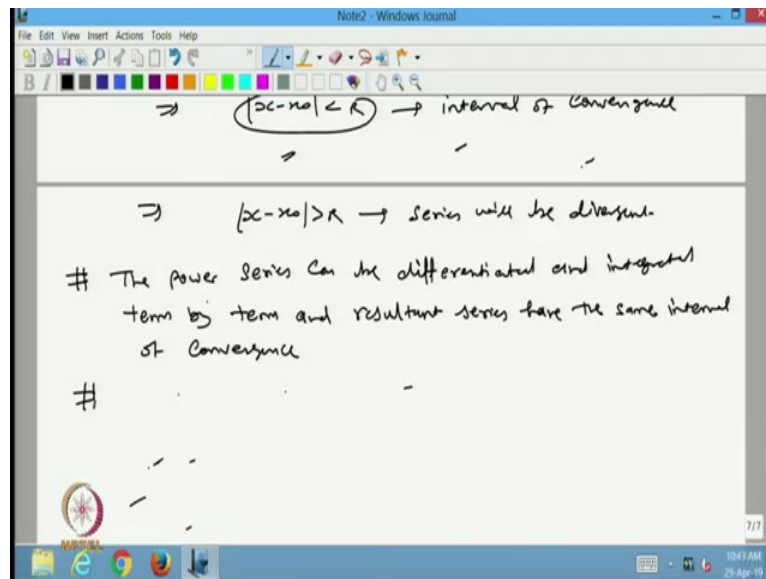 Note2 - Windows Journal
File Edit View Insert Actions Tools Help
B I
⇒ |x-x0| < R → interval of convergence
⇒ |x-x0| > R → series will be divergent.
# The power series can be differentiated and integrated
term by term and resultant series have the same interval
of convergence
#
7/7
NPTEL
10:43 AM
29-Apr-19